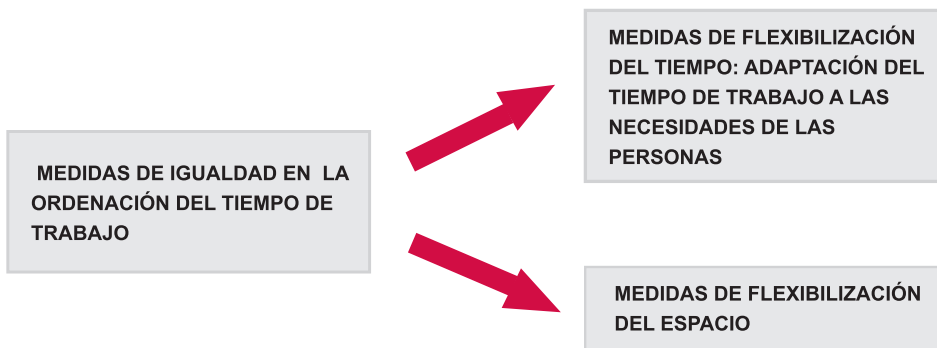 MEDIDAS DE IGUALDAD EN LA
ORDENACIÓN DEL TIEMPO DE
TRABAJO
MEDIDAS DE FLEXIBILIZACIÓN
DEL TIEMPO: ADAPTACIÓN DEL
TIEMPO DE TRABAJO A LAS
NECESIDADES DE LAS
PERSONAS
MEDIDAS DE FLEXIBILIZACIÓN
DEL ESPACIO